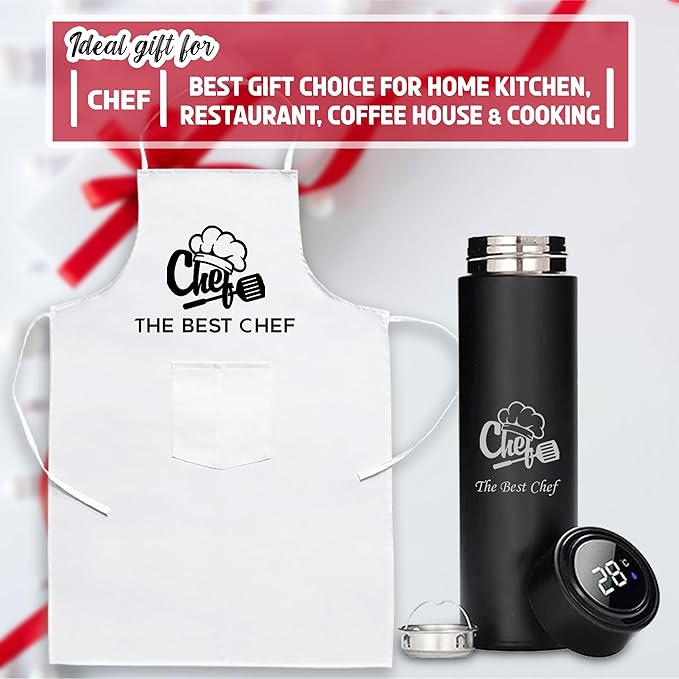 Ideal gift for
CHEF
BEST GIFT CHOICE FOR HOME KITCHEN,
RESTAURANT, COFFEE HOUSE & COOKING
Chef
THE BEST CHEF
Chef
The Best Chef
28°C